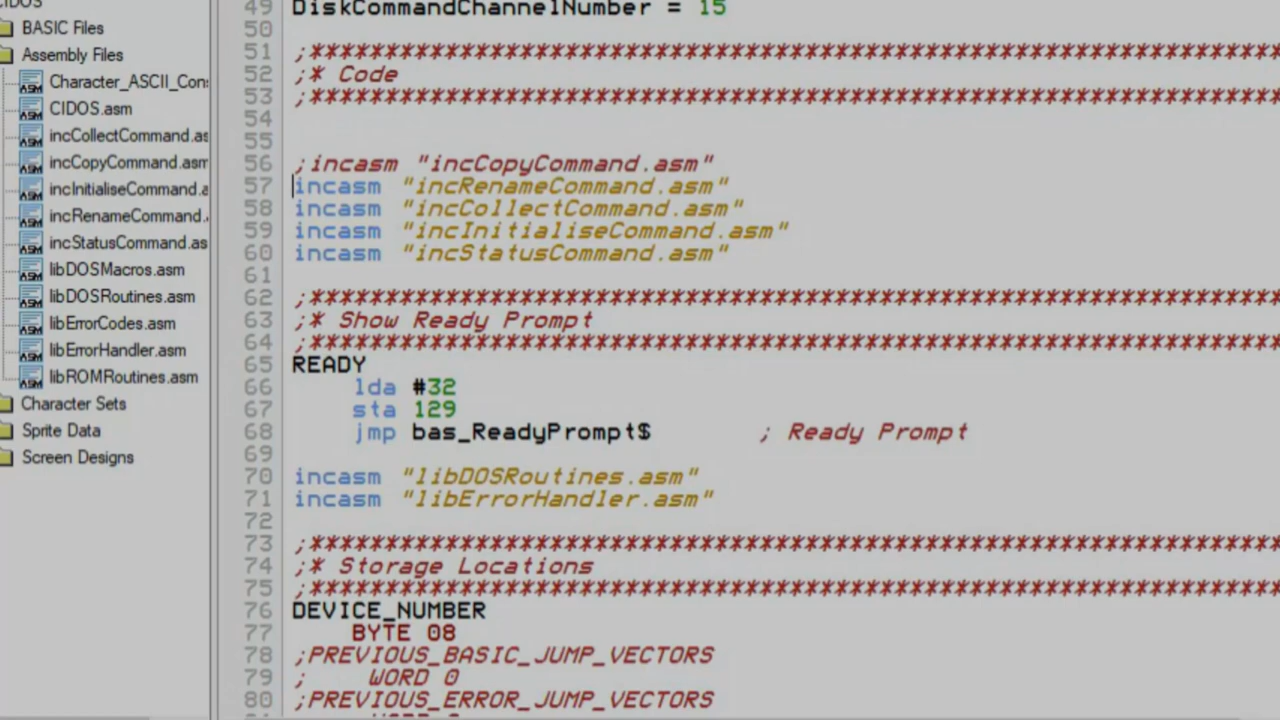 CIDOS
BASIC Files
Assembly Files
Character_ASCII_Con
CIDOS.asm
incCollectCommand.as
incCopyCommand.asm
incInitialiseCommand.a
incRenameCommand.
incStatusCommand.as
libDOSMacros.asm
libDOSRoutines.asm
libErrorCodes.asm
libErrorHandler.asm
libROMRoutines.asm
Character Sets
Sprite Data
Screen Designs
49 DiskCommandChannelNumber = 15
50
51 ;*****************************************************************
52 ;* Code
53 ;*****************************************************************
54
55
56 ;incasm "incCopyCommand.asm"
57 incasm "incRenameCommand.asm"
58 incasm "incCollectCommand.asm"
59 incasm "incInitialiseCommand.asm"
60 incasm "incStatusCommand.asm"
61
62 ;*****************************************************************
63 ;* Show Ready Prompt
64 ;*****************************************************************
65 READY
66 lda #32
67 sta 129
68 jmp bas_ReadyPrompt$ ; Ready Prompt
69
70 incasm "libDOSRoutines.asm"
71 incasm "libErrorHandler.asm"
72
73 ;*****************************************************************
74 ;* Storage Locations
75 ;*****************************************************************
76 DEVICE_NUMBER
77 BYTE 08
78 ;PREVIOUS_BASIC_JUMP_VECTORS
79 ; WORD 0
80 ;PREVIOUS_ERROR_JUMP_VECTORS